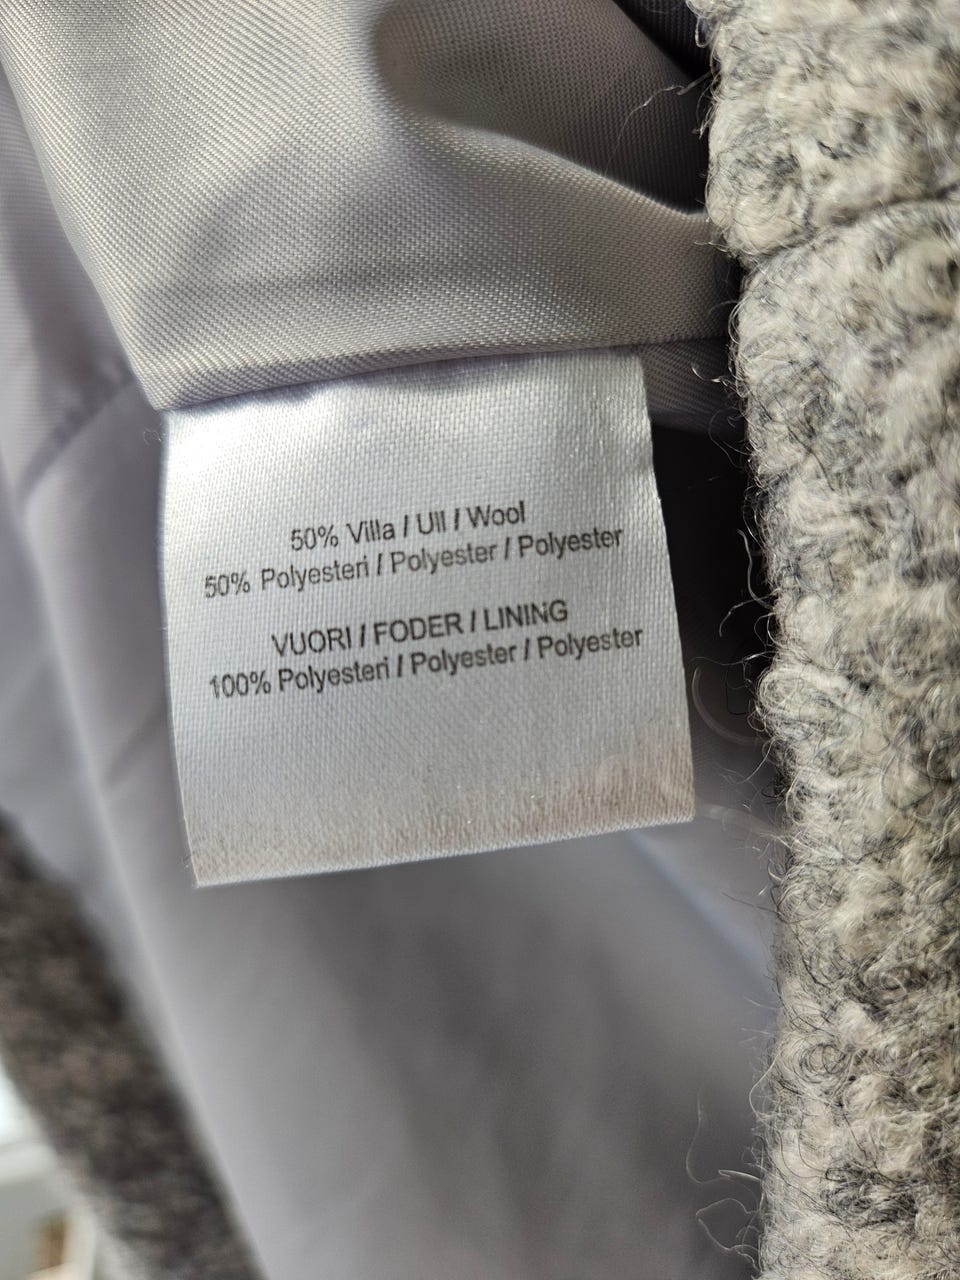 50% Villa / Ull / Wool
50% Polyesteri / Polyester / Polyester
VUORI / FODER / LINING
100% Polyesteri / Polyester / Polyester